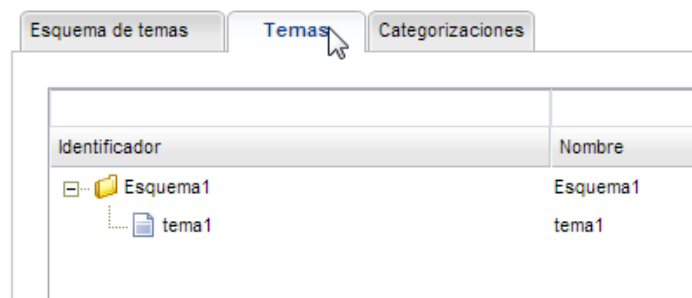 Esquema de temas Temas Categorizaciones
Identificador Nombre
Esquema1 Esquema1
tema1 tema1